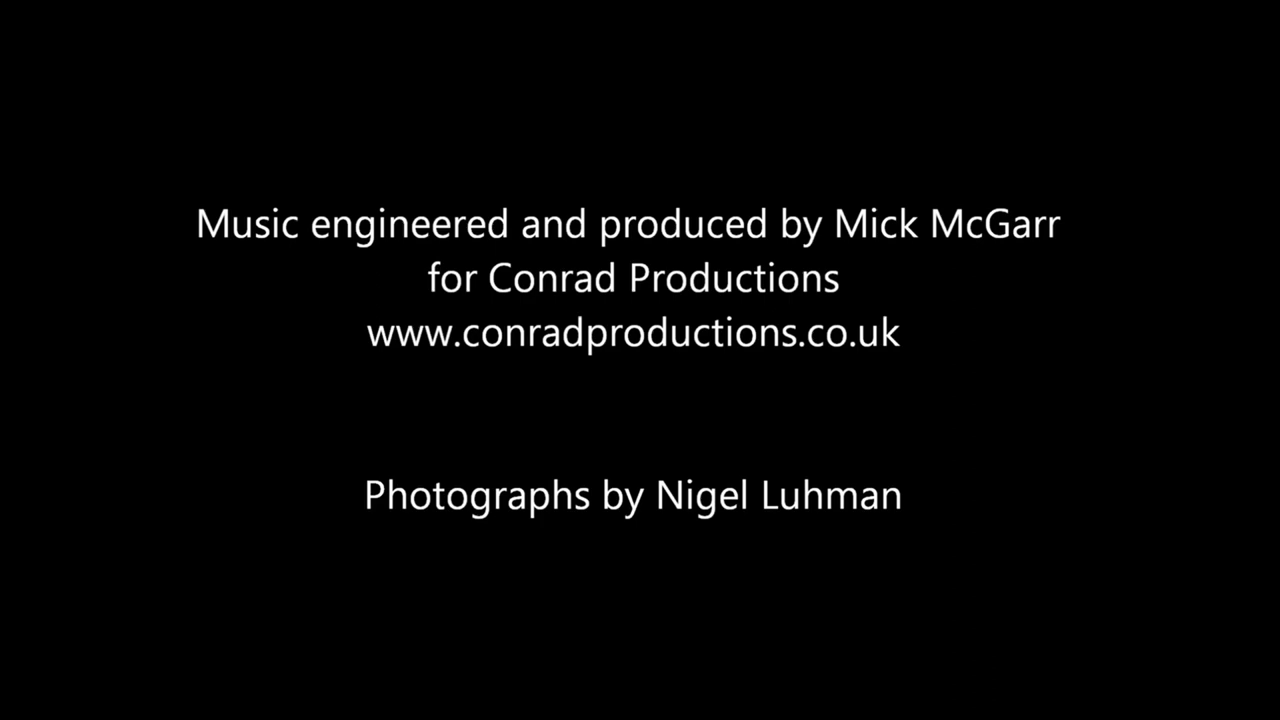 Music engineered and produced by Mick McGarr
for Conrad Productions
www.conradproductions.co.uk
Photographs by Nigel Luhman